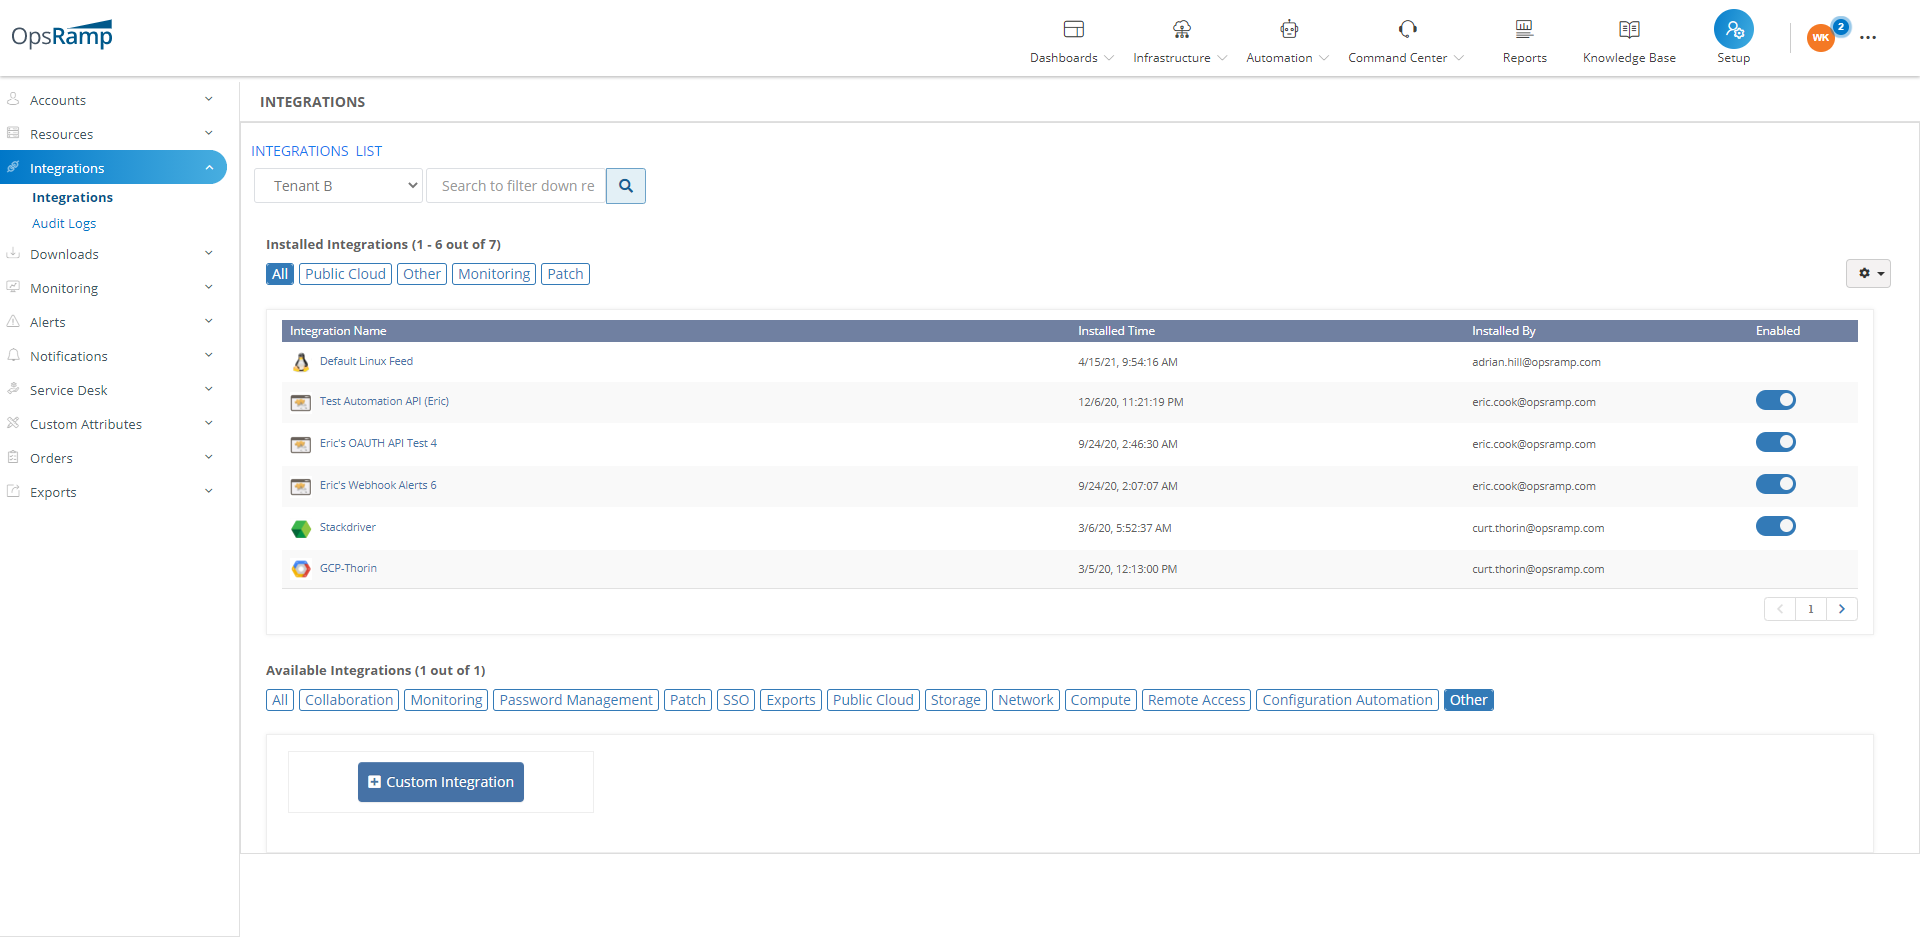 OpsRamp
Dashboards Infrastructure Automation Command Center Reports Knowledge Base Setup WK 2
Accounts
Resources
Integrations
Integrations
Audit Logs
Downloads
Monitoring
Alerts
Notifications
Service Desk
Custom Attributes
Orders
Exports
INTEGRATIONS
INTEGRATIONS LIST
Tenant B Search to filter down re
Installed Integrations (1 - 6 out of 7)
All Public Cloud Other Monitoring Patch
Integration Name Installed Time Installed By Enabled
Default Linux Feed 4/15/21, 9:54:16 AM adrian.hill@opsramp.com
Test Automation API (Eric) 12/6/20, 11:21:19 PM eric.cook@opsramp.com
Eric's OAUTH API Test 4 9/24/20, 2:46:30 AM eric.cook@opsramp.com
Eric's Webhook Alerts 6 9/24/20, 2:07:07 AM eric.cook@opsramp.com
Stackdriver 3/6/20, 5:52:37 AM curt.thorin@opsramp.com
GCP-Thorin 3/5/20, 12:13:00 PM curt.thorin@opsramp.com
1
Available Integrations (1 out of 1)
All Collaboration Monitoring Password Management Patch SSO Exports Public Cloud Storage Network Compute Remote Access Configuration Automation Other
Custom Integration